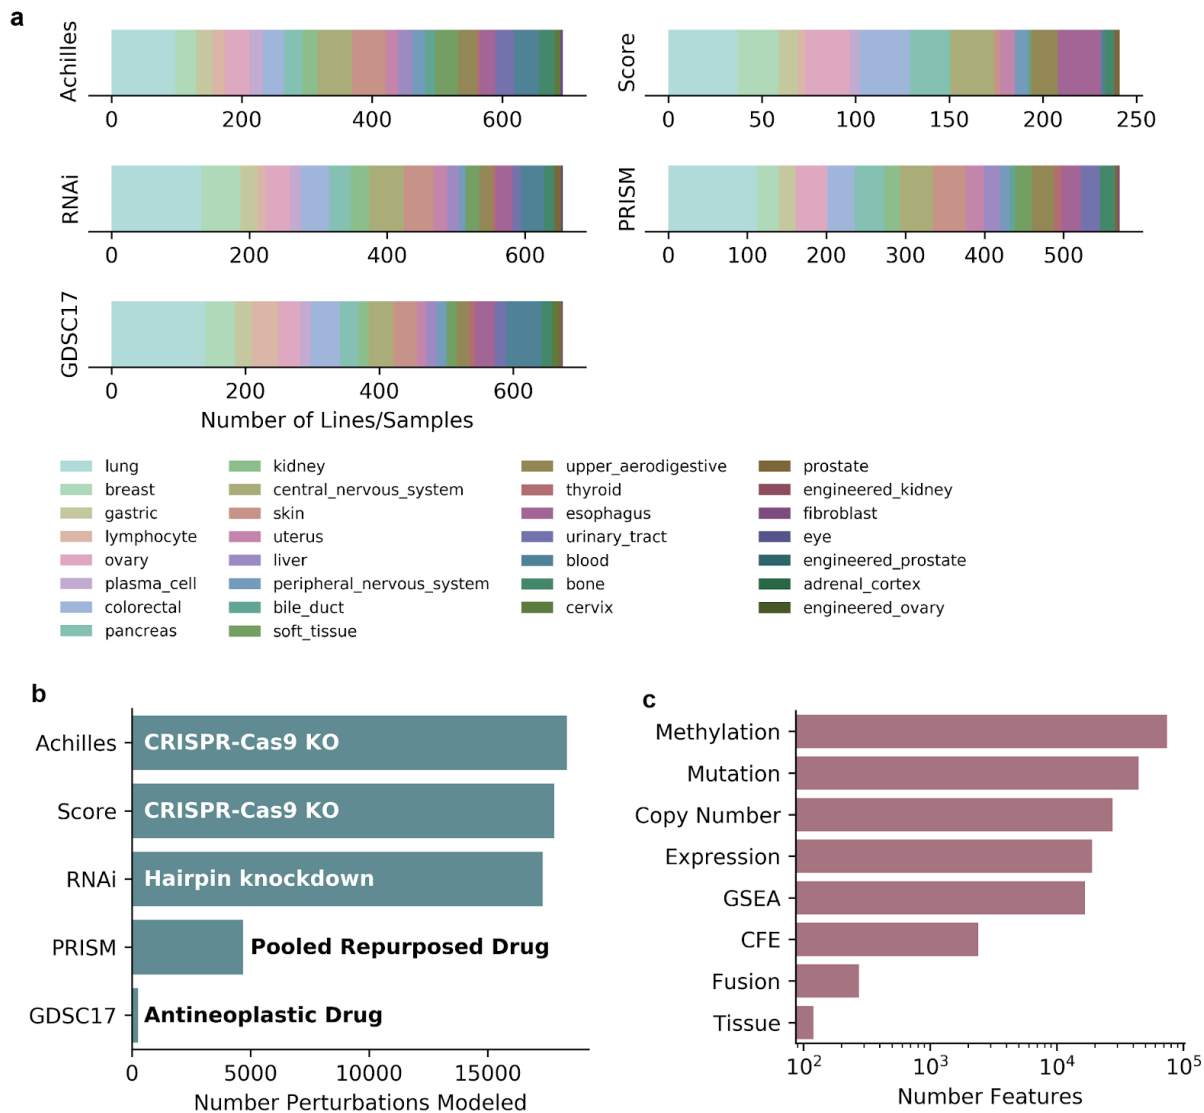 a
Achilles
0 200 400 600
Score
0 50 100 150 200 250
RNAi
0 200 400 600
PRISM
0 100 200 300 400 500
GDSC17
0 200 400 600
Number of Lines/Samples
lung kidney upper_aerodigestive prostate
breast central_nervous_system thyroid engineered_kidney
gastric skin esophagus fibroblast
lymphocyte uterus urinary_tract eye
ovary liver blood engineered_prostate
plasma_cell peripheral_nervous_system bone adrenal_cortex
colorectal bile_duct cervix engineered_ovary
pancreas soft_tissue
b
Achilles CRISPR-Cas9 KO
Score CRISPR-Cas9 KO
RNAi Hairpin knockdown
PRISM Pooled Repurposed Drug
GDSC17 Antineoplastic Drug
0 5000 10000 15000
Number Perturbations Modeled
c
Methylation
Mutation
Copy Number
Expression
GSEA
CFE
Fusion
Tissue
10² 10³ 10⁴ 10⁵
Number Features